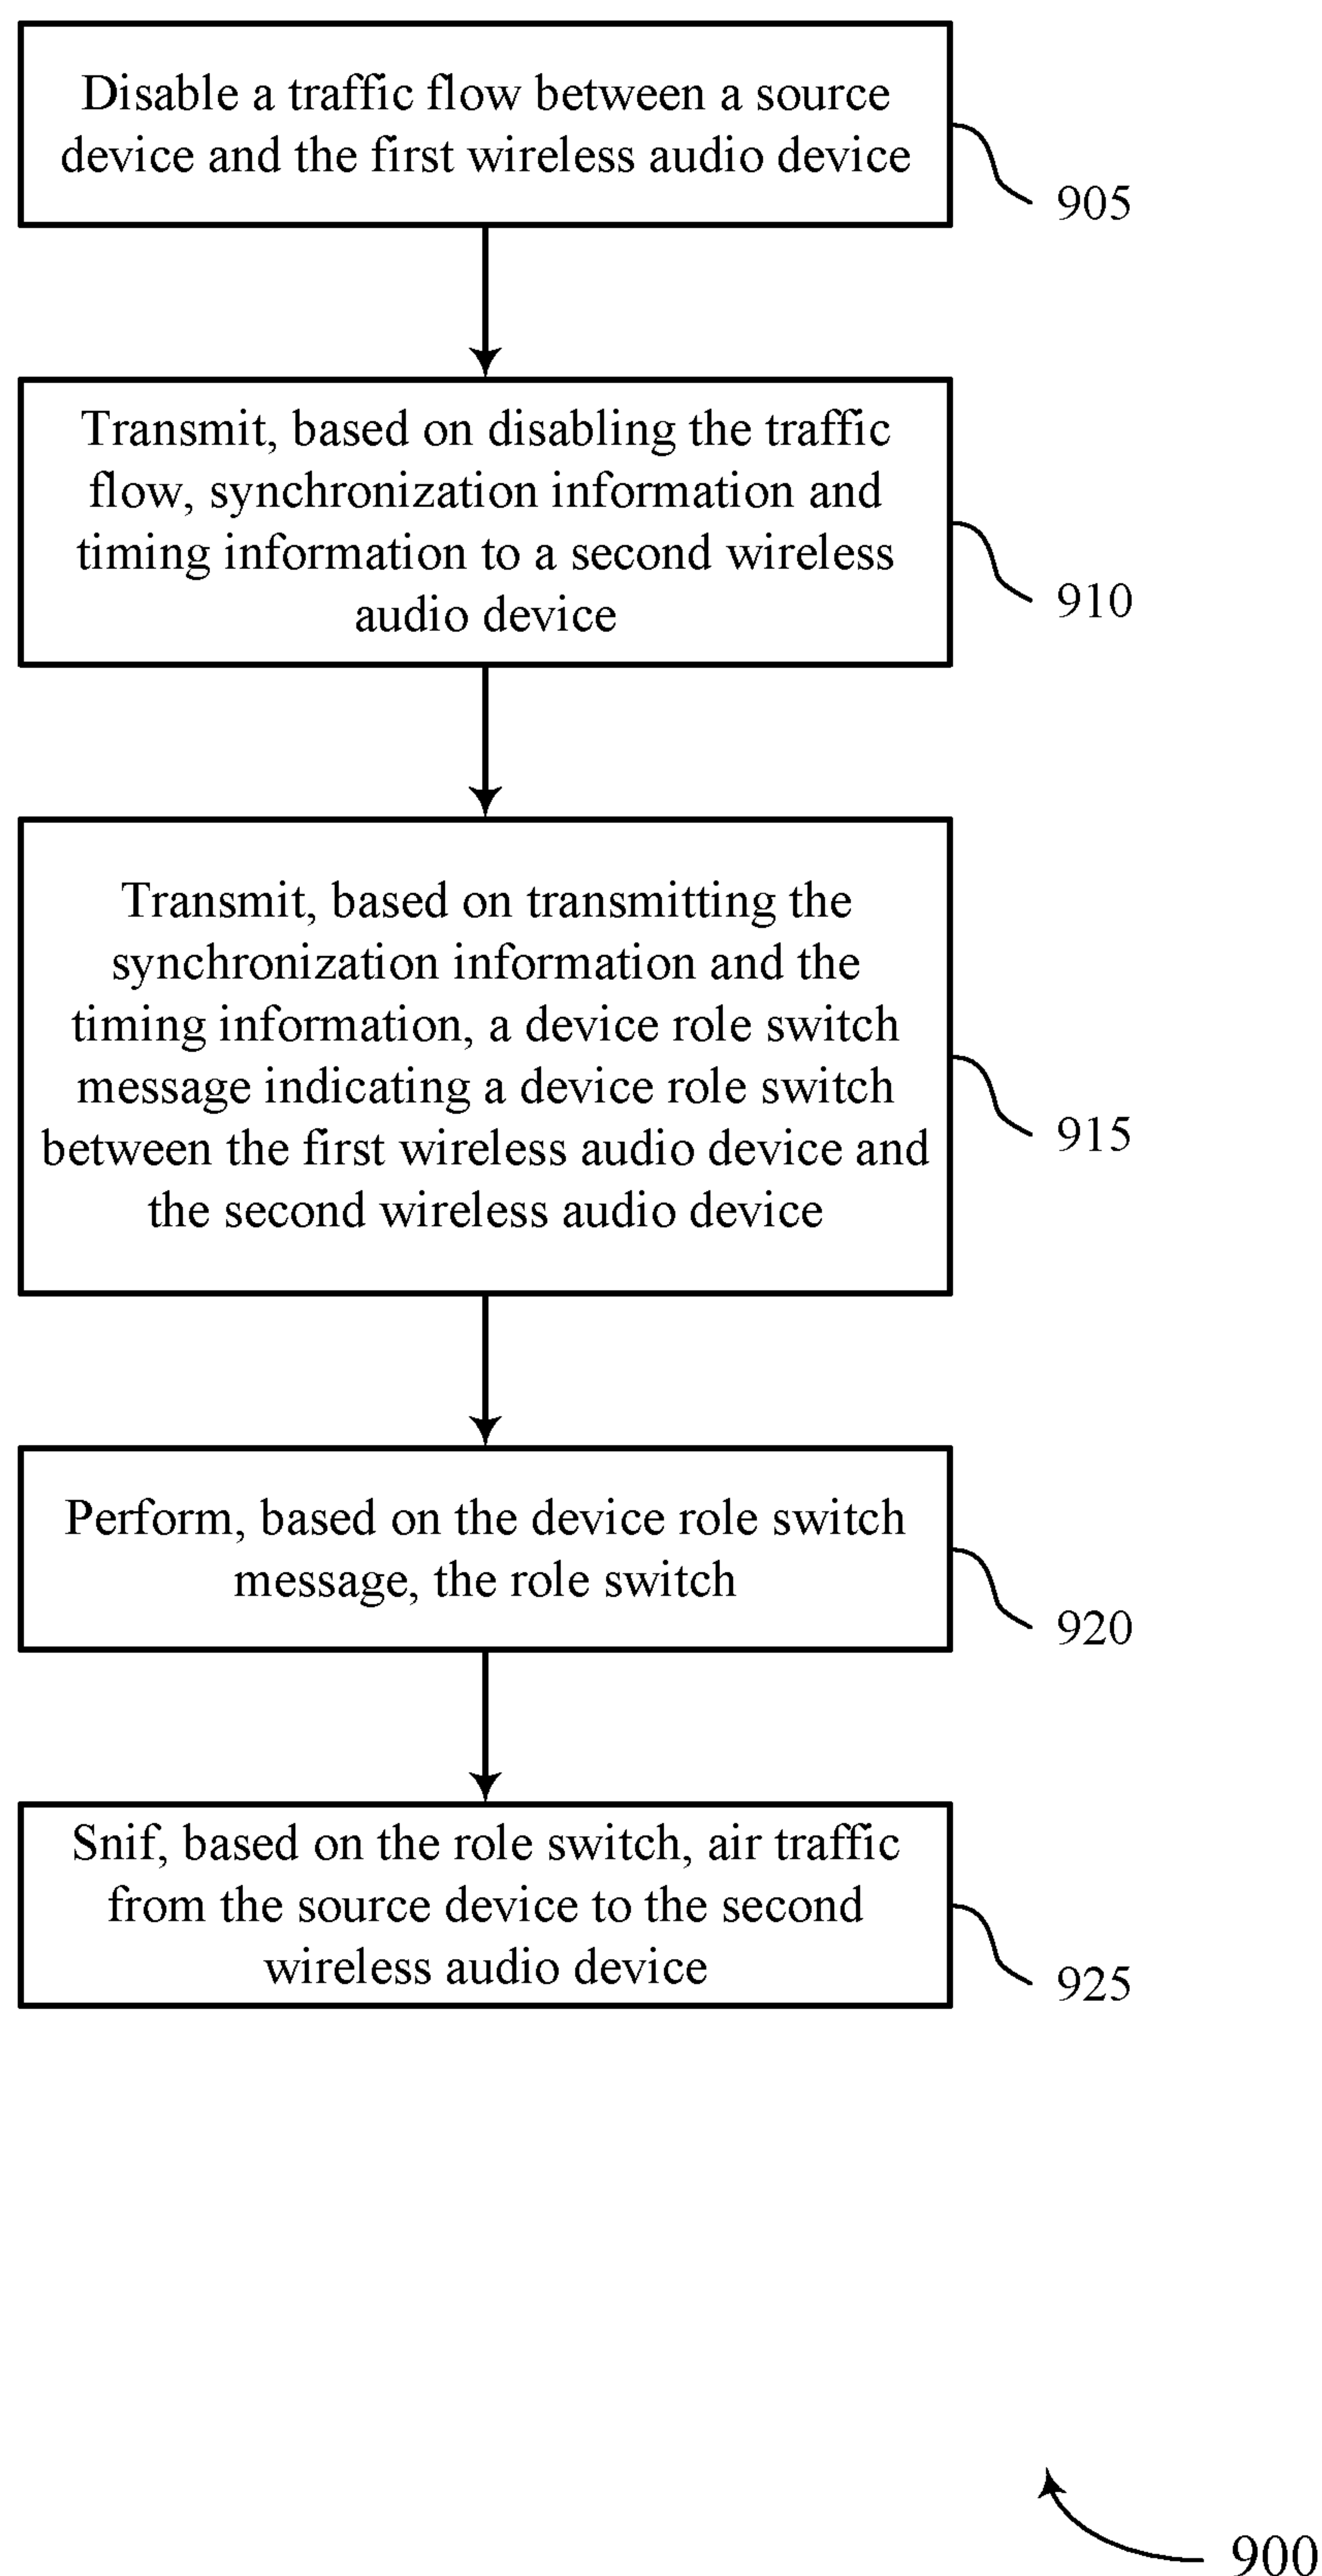 Disable a traffic flow between a source
device and the first wireless audio device
905
Transmit, based on disabling the traffic
flow, synchronization information and
timing information to a second wireless
audio device
910
Transmit, based on transmitting the
synchronization information and the
timing information, a device role switch
message indicating a device role switch
between the first wireless audio device and
the second wireless audio device
915
Perform, based on the device role switch
message, the role switch
920
Snif, based on the role switch, air traffic
from the source device to the second
wireless audio device
925
900